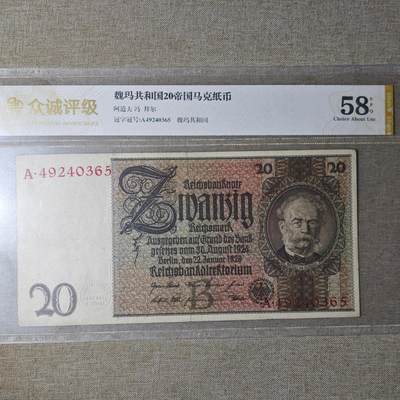 众诚评级
魏玛共和国20帝国马克纸币
阿道夫 冯 拜尔
冠字冠号:A49240365 魏玛共和国
58 EPQ
Choice About Unc
A·49240365
20 20
Reichsbanknote
Zwanzig
Reichsmark
Ausgegeben auf Grund des Bank-
gesetzes vom 30. August 1924
Berlin, den 22. Januar 1929
Reichsbankdirektorium
20
B
A·49240365